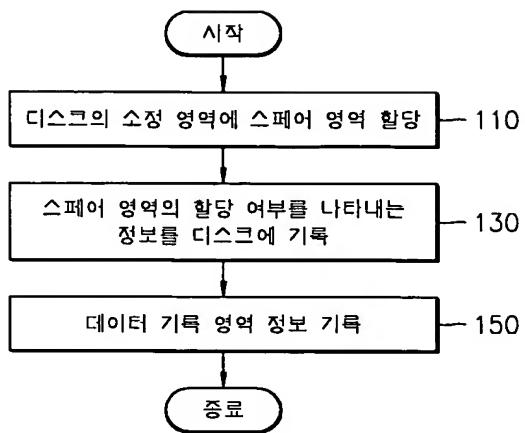 시작
디스크의 소정 영역에 스페어 영역 할당
110
스페어 영역의 할당 여부를 나타내는
정보를 디스크에 기록
130
데이터 기록 영역 정보 기록
150
종료